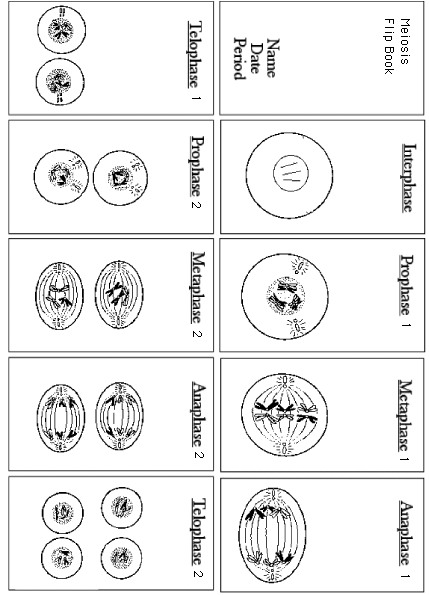 Meiosis
Flip Book
Name
Date
Period
Interphase
Prophase 1
Metaphase 1
Anaphase 1
Telophase 1
Prophase 2
Metaphase 2
Anaphase 2
Telophase 2